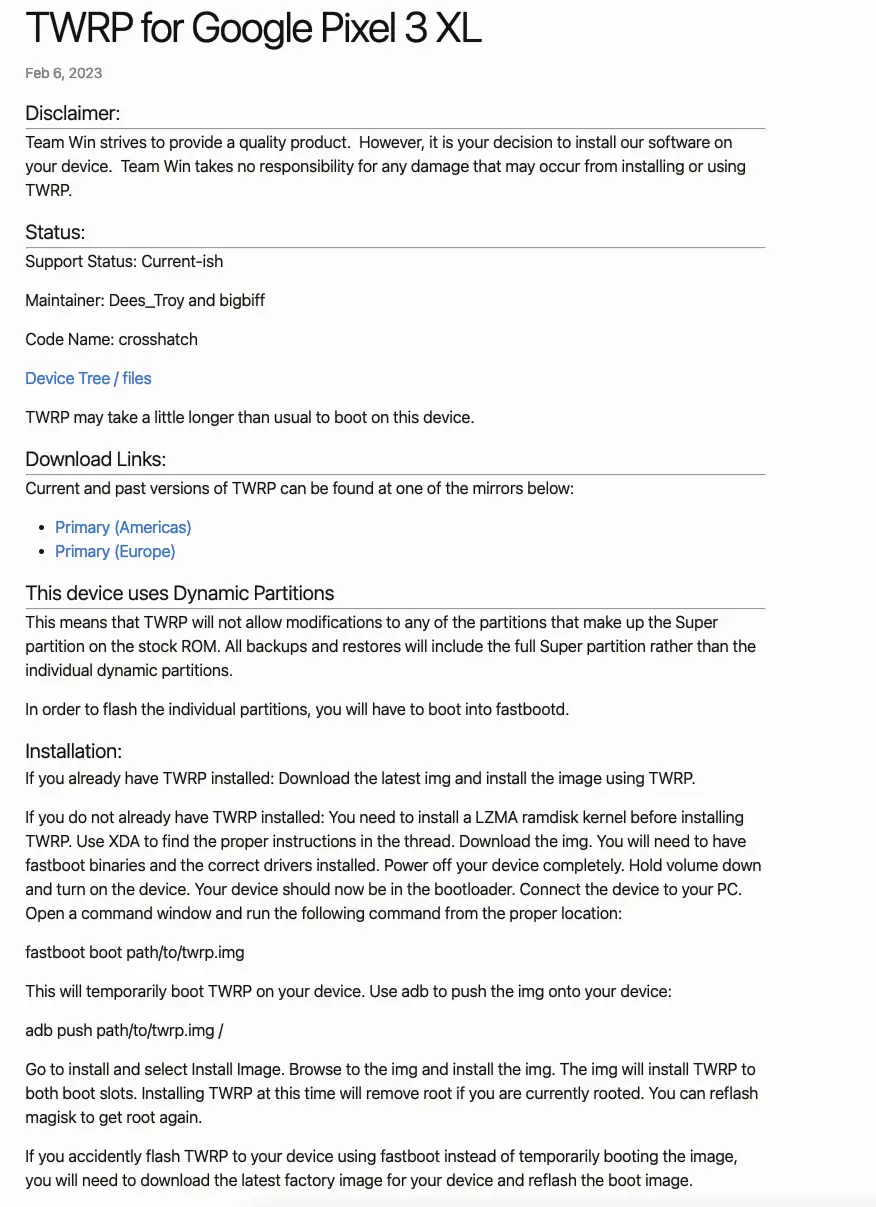 TWRP for Google Pixel 3 XL
Feb 6, 2023
Disclaimer:
Team Win strives to provide a quality product.  However, it is your decision to install our software on
your device.  Team Win takes no responsibility for any damage that may occur from installing or using
TWRP.
Status:
Support Status: Current-ish
Maintainer: Dees_Troy and bigbiff
Code Name: crosshatch
Device Tree / files
TWRP may take a little longer than usual to boot on this device.
Download Links:
Current and past versions of TWRP can be found at one of the mirrors below:
• Primary (Americas)
• Primary (Europe)
This device uses Dynamic Partitions
This means that TWRP will not allow modifications to any of the partitions that make up the Super
partition on the stock ROM. All backups and restores will include the full Super partition rather than the
individual dynamic partitions.
In order to flash the individual partitions, you will have to boot into fastbootd.
Installation:
If you already have TWRP installed: Download the latest img and install the image using TWRP.
If you do not already have TWRP installed: You need to install a LZMA ramdisk kernel before installing
TWRP. Use XDA to find the proper instructions in the thread. Download the img. You will need to have
fastboot binaries and the correct drivers installed. Power off your device completely. Hold volume down
and turn on the device. Your device should now be in the bootloader. Connect the device to your PC.
Open a command window and run the following command from the proper location:
fastboot boot path/to/twrp.img
This will temporarily boot TWRP on your device. Use adb to push the img onto your device:
adb push path/to/twrp.img /
Go to install and select Install Image. Browse to the img and install the img. The img will install TWRP to
both boot slots. Installing TWRP at this time will remove root if you are currently rooted. You can reflash
magisk to get root again.
If you accidently flash TWRP to your device using fastboot instead of temporarily booting the image,
you will need to download the latest factory image for your device and reflash the boot image.